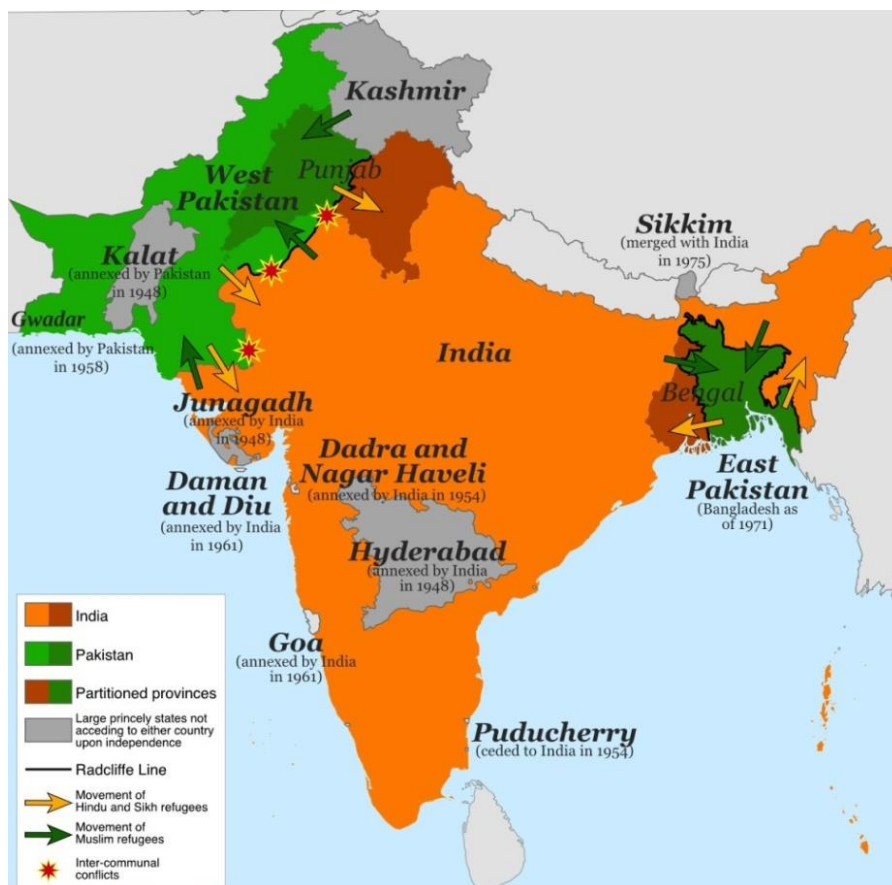 Kashmir
Punjab
West
Pakistan
Kalat
(annexed by Pakistan
in 1948)
Gwadar
(annexed by Pakistan
in 1958)
Sikkim
(merged with India
in 1975)
India
Bengal
Junagadh
(annexed by India
in 1948)
Daman
and Diu
(annexed by India
in 1961)
Dadra and
Nagar Haveli
(annexed by India in 1954)
East
Pakistan
(Bangladesh as
of 1971)
Hyderabad
(annexed by India
in 1948)
Goa
(annexed by India
in 1961)
Puducherry
(ceded to India in 1954)
India
Pakistan
Partitioned provinces
Large princely states not
acceding to either country
upon independence
Radcliffe Line
Movement of
Hindu and Sikh refugees
Movement of
Muslim refugees
Inter-communal
conflicts